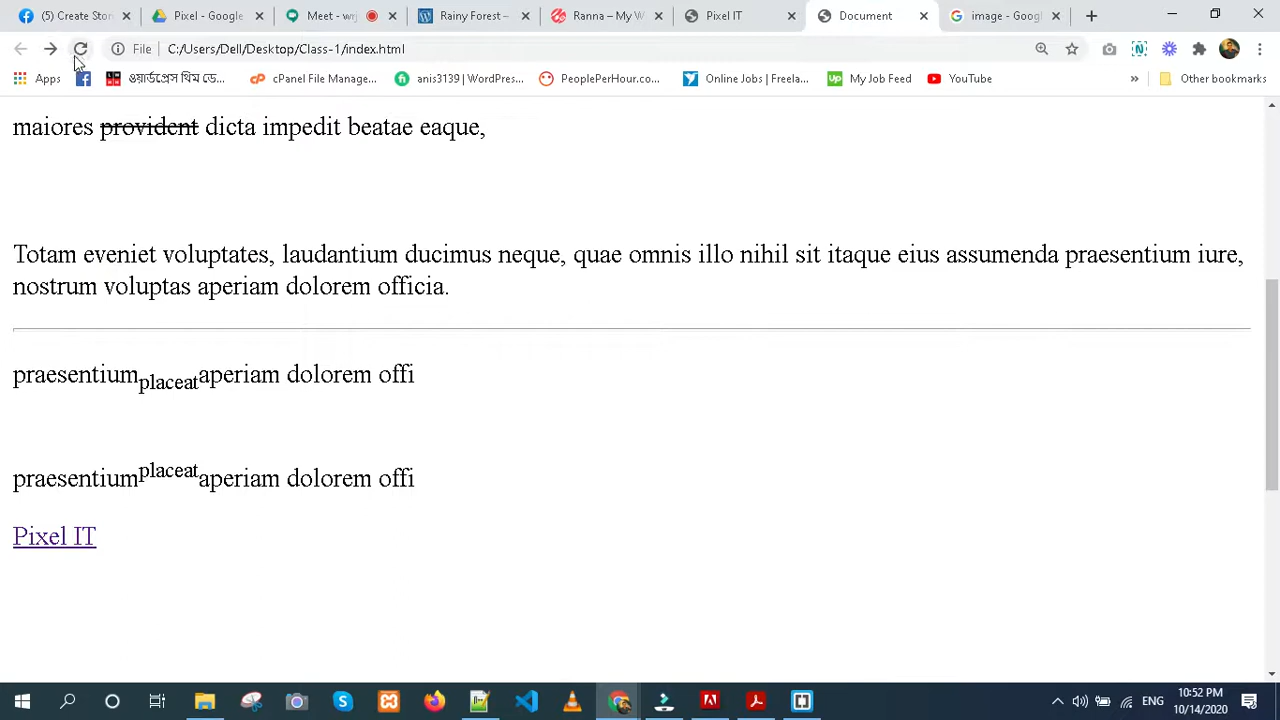 (5) Create Stor
Pixel - Google
Meet - wrj
Rainy Forest –
Ranna – My W
Pixel IT
Document
image - Googl
File
C:/Users/Dell/Desktop/Class-1/index.html
Apps
ওয়ার্ডপ্রেস থিম ডে...
cPanel File Manage...
anis3139 | WordPres...
PeoplePerHour.co...
Online Jobs | Freela...
Up
My Job Feed
YouTube
»
Other bookmarks
maiores provident dicta impedit beatae eaque,
Totam eveniet voluptates, laudantium ducimus neque, quae omnis illo nihil sit itaque eius assumenda praesentium iure,
nostrum voluptas aperiam dolorem officia.
praesentiumplaceataperiam dolorem offi
praesentiumplaceataperiam dolorem offi
Pixel IT
ENG
10:52 PM
10/14/2020